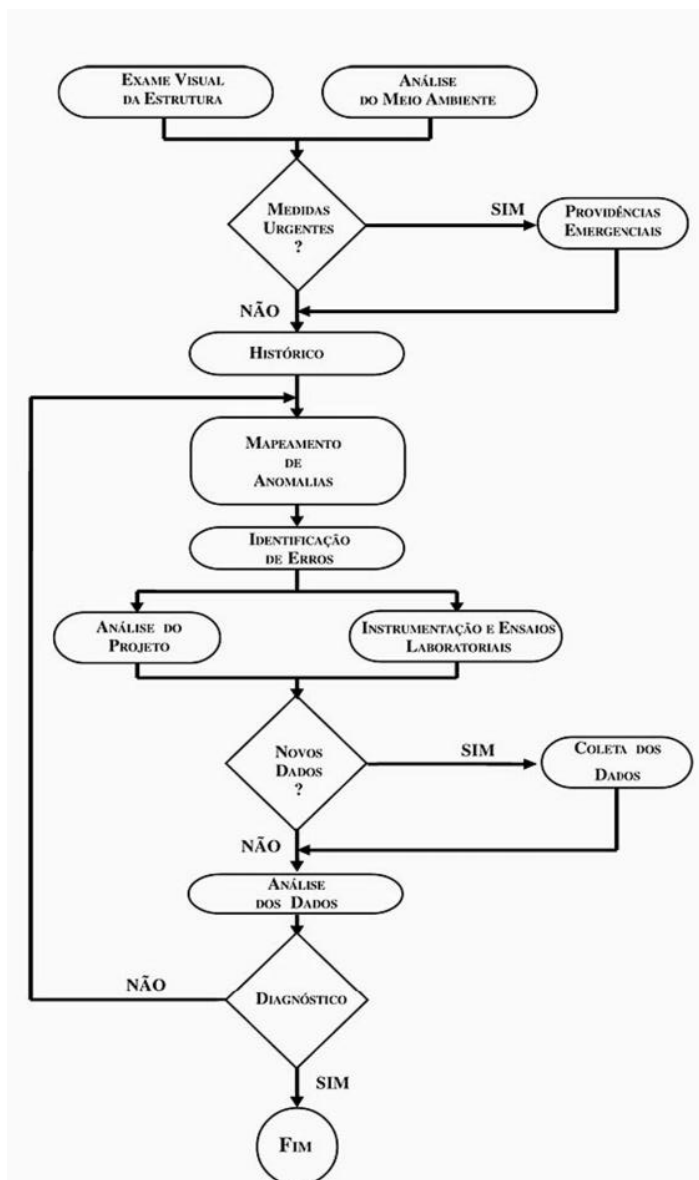 Exame Visual
da Estrutura
Análise
do Meio Ambiente
Medidas
Urgentes
?
SIM
Providências
Emergenciais
NÃO
Histórico
Mapeamento
de
Anomalias
Identificação
de Erros
Análise do
Projeto
Instrumentação e Ensaios
Laboratoriais
Novos
Dados
?
SIM
Coleta dos
Dados
NÃO
Análise
dos Dados
NÃO
Diagnóstico
SIM
Fim